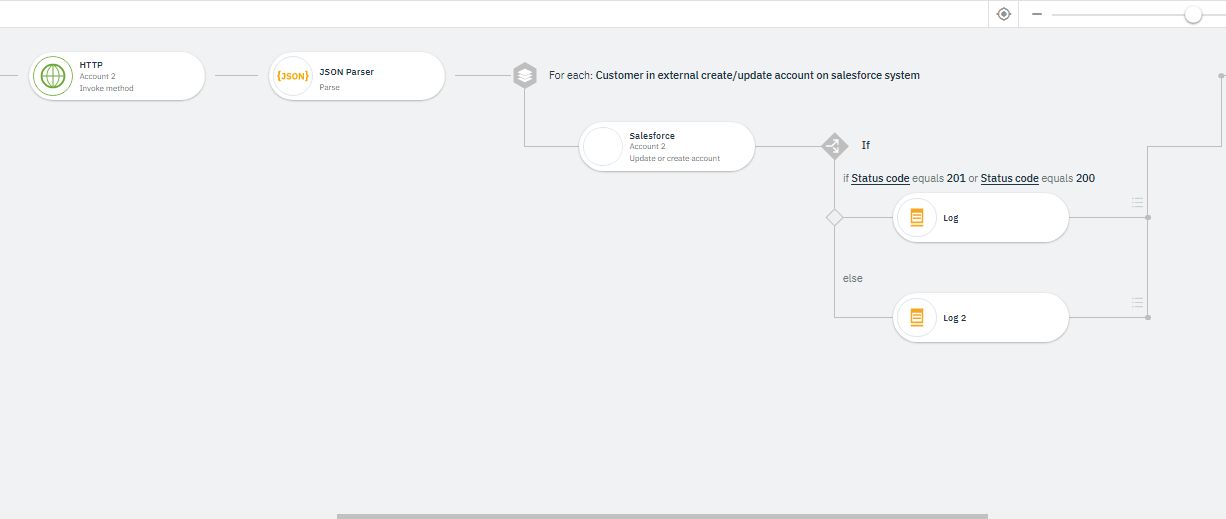 HTTP
Account 2
Invoke method
{JSON}
JSON Parser
Parse
For each: Customer in external create/update account on salesforce system
Salesforce
Account 2
Update or create account
If
if Status code equals 201 or Status code equals 200
Log
else
Log 2